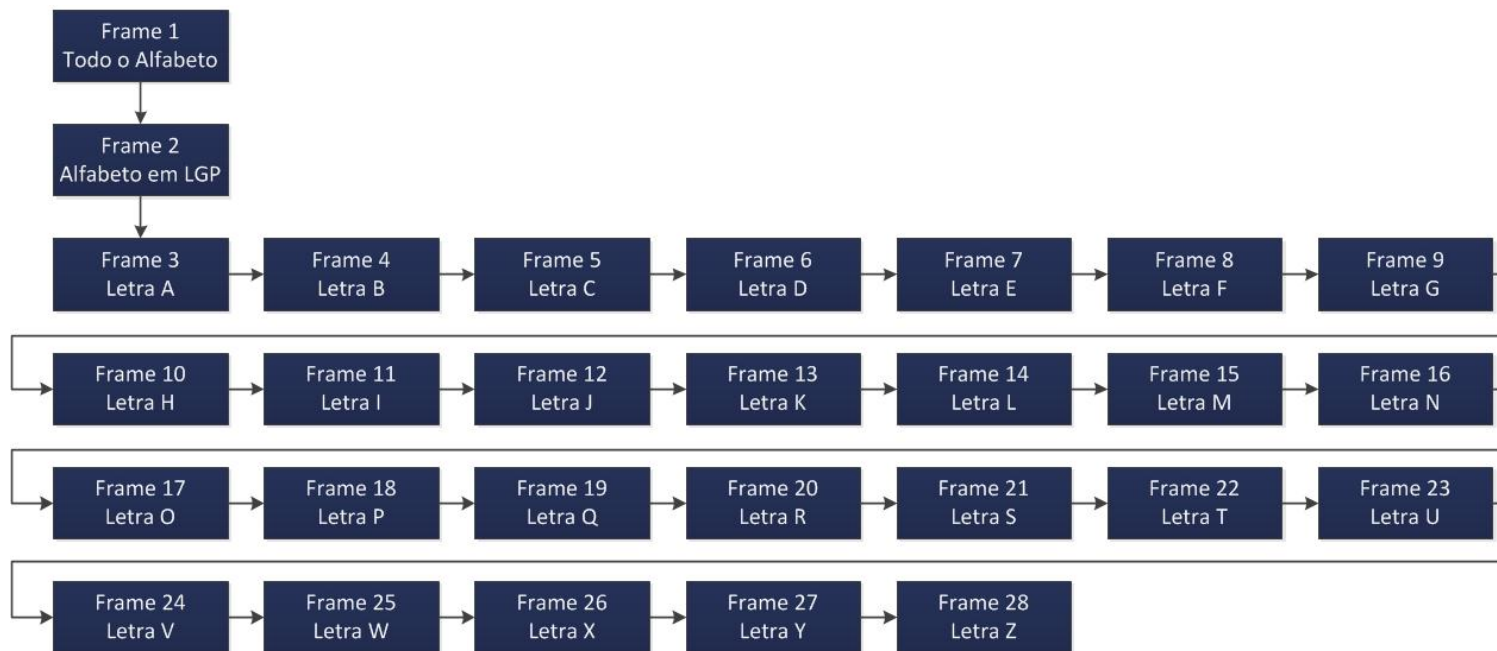 Frame 1
Todo o Alfabeto
Frame 2
Alfabeto em LGP
Frame 3
Letra A
Frame 4
Letra B
Frame 5
Letra C
Frame 6
Letra D
Frame 7
Letra E
Frame 8
Letra F
Frame 9
Letra G
Frame 10
Letra H
Frame 11
Letra I
Frame 12
Letra J
Frame 13
Letra K
Frame 14
Letra L
Frame 15
Letra M
Frame 16
Letra N
Frame 17
Letra O
Frame 18
Letra P
Frame 19
Letra Q
Frame 20
Letra R
Frame 21
Letra S
Frame 22
Letra T
Frame 23
Letra U
Frame 24
Letra V
Frame 25
Letra W
Frame 26
Letra X
Frame 27
Letra Y
Frame 28
Letra Z